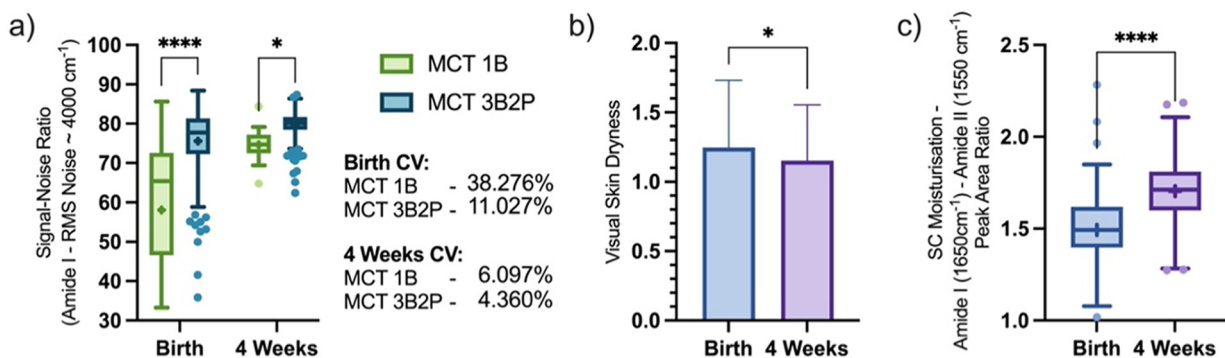 a)
Signal-Noise Ratio
(Amide I - RMS Noise ~ 4000 cm⁻¹)
100
90
80
70
60
50
40
30
****
*
Birth
4 Weeks
MCT 1B
MCT 3B2P
Birth CV:
MCT 1B - 38.276%
MCT 3B2P - 11.027%
4 Weeks CV:
MCT 1B - 6.097%
MCT 3B2P - 4.360%
b)
Visual Skin Dryness
2.0
1.5
1.0
0.5
0.0
*
Birth
4 Weeks
c)
SC Moisturisation -
Amide I (1650cm⁻¹) - Amide II (1550 cm⁻¹)
Peak Area Ratio
2.5
2.0
1.5
1.0
****
Birth
4 Weeks